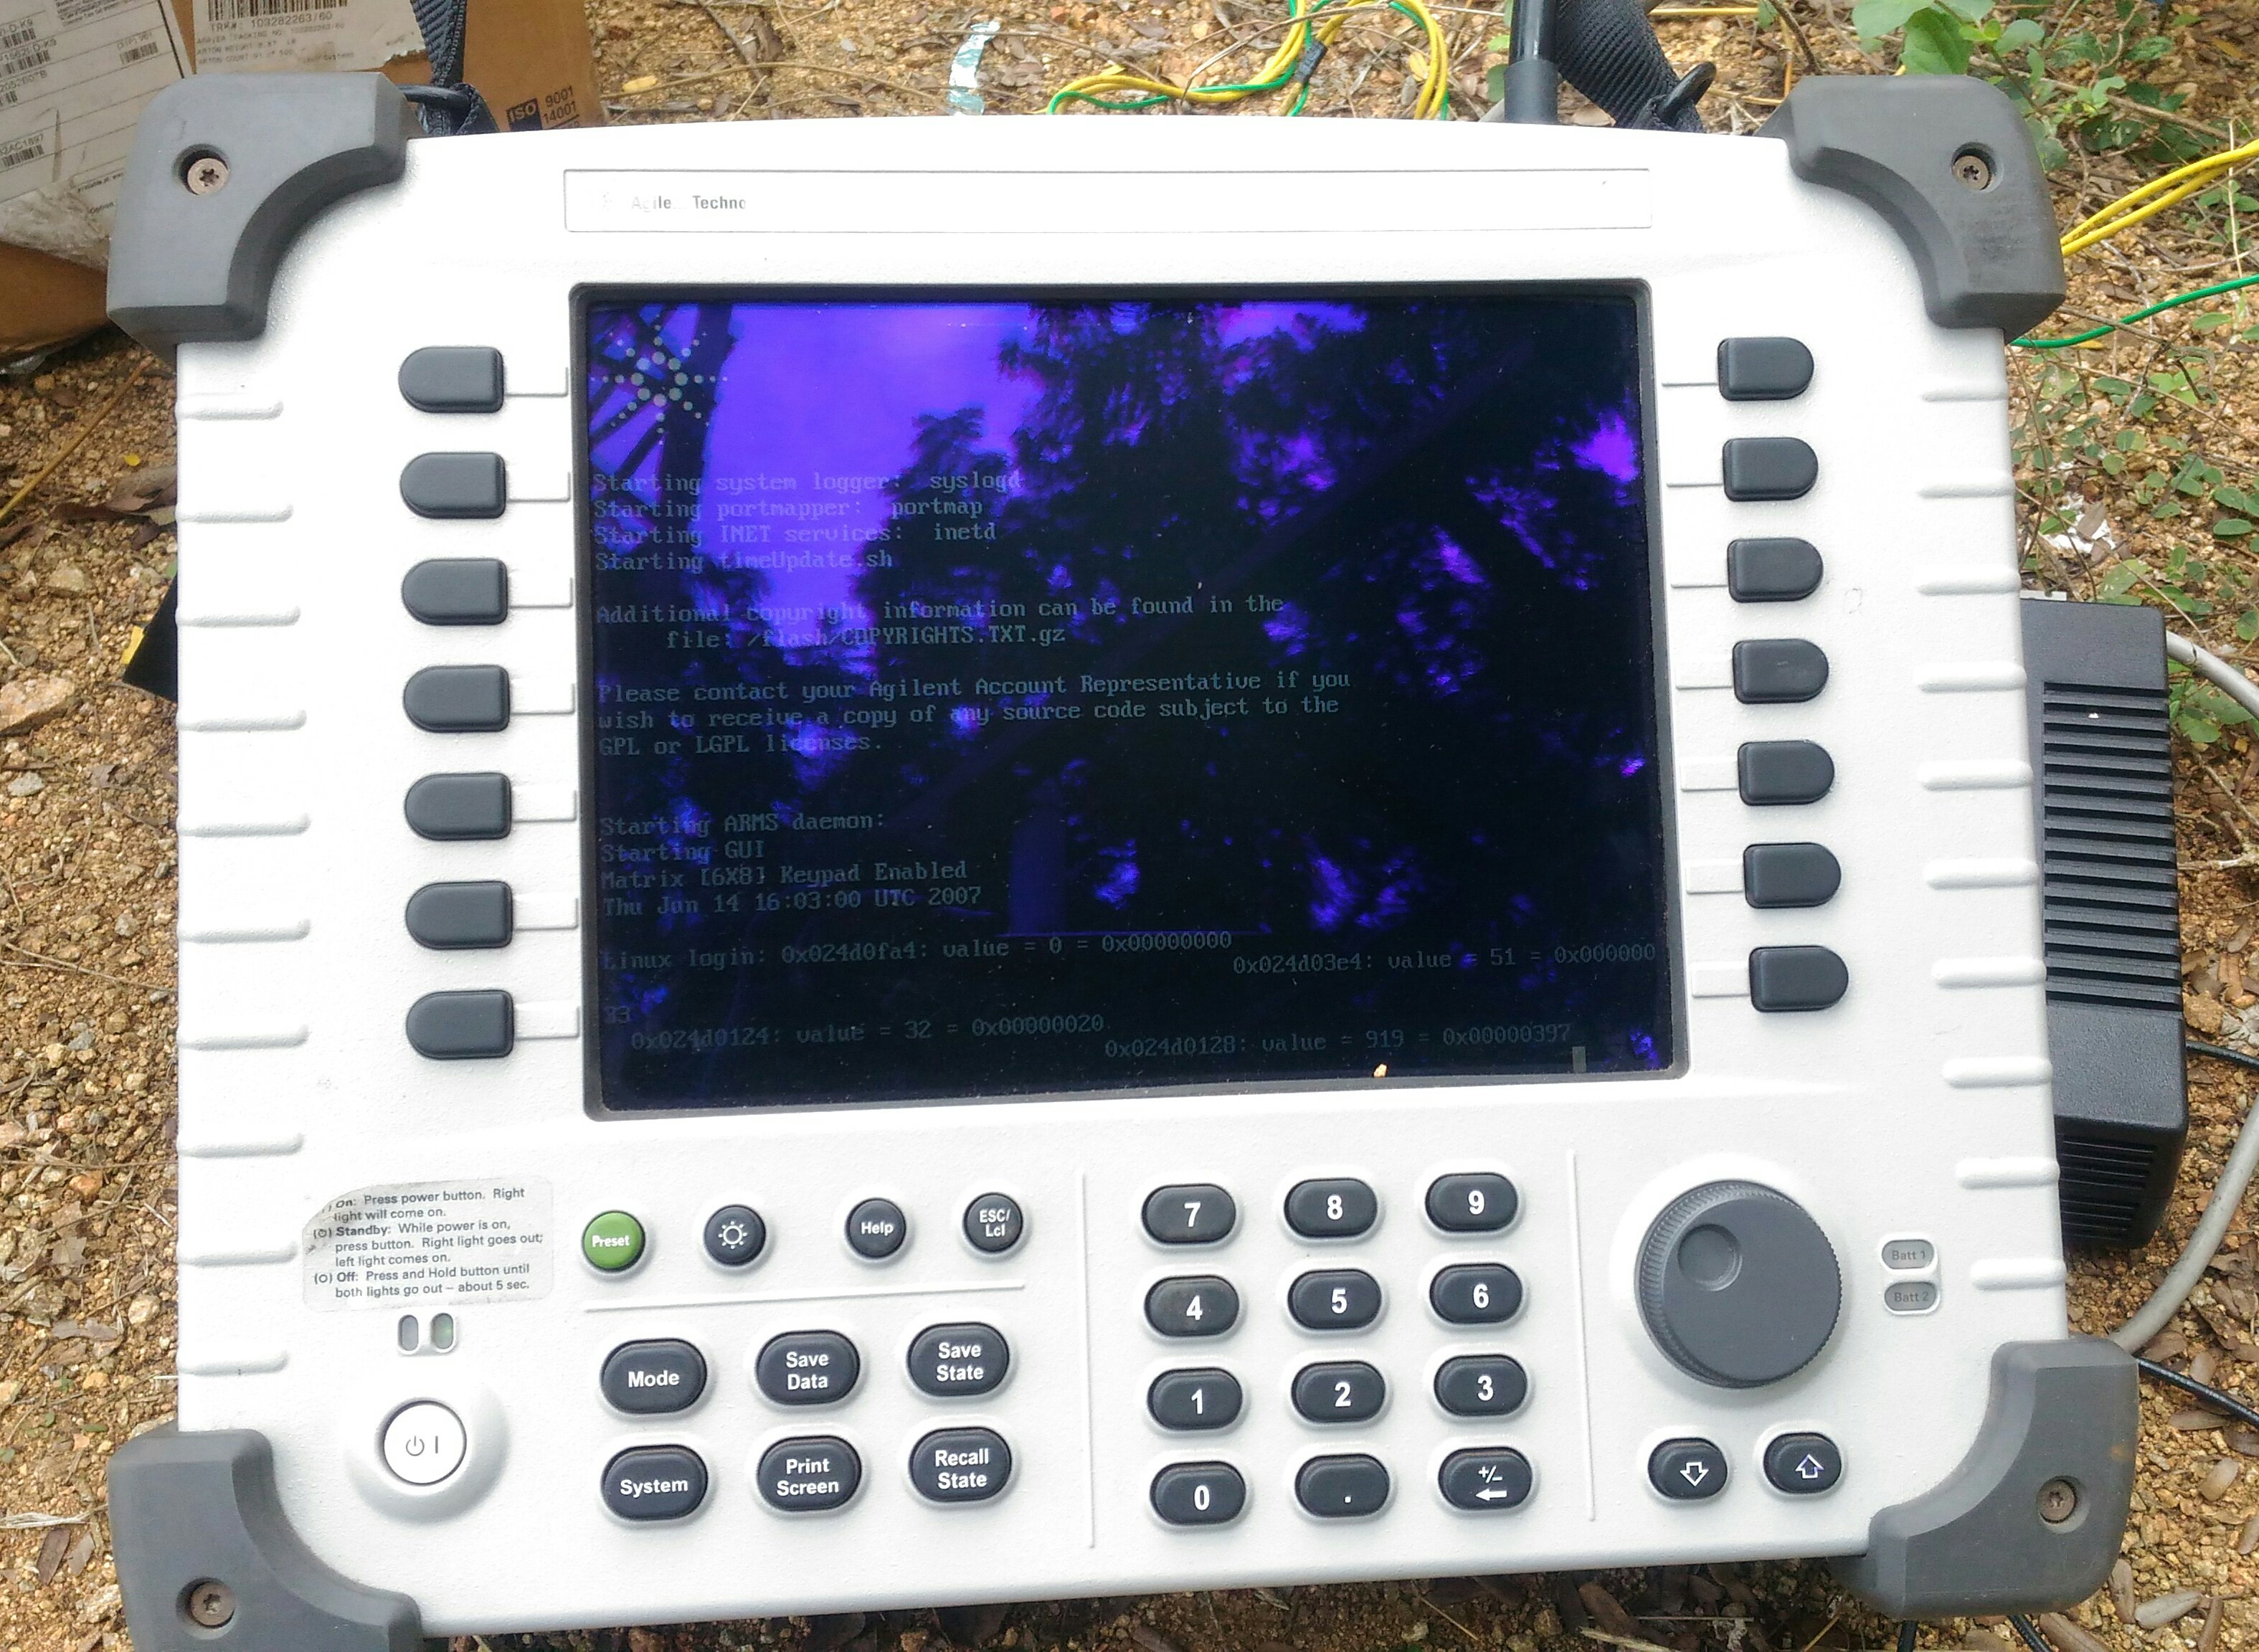 TRK#: 103282263/60
ISO 9001
14001
Agile Techno
Starting system logger: syslogd
Starting portmapper: portmap
Starting INET services: inetd
Starting timeUpdate.sh
Additional copyright information can be found in the
file: /flash/COPYRIGHTS.TXT.gz
Please contact your Agilent Account Representative if you
wish to receive a copy of any source code subject to the
GPL or LGPL licenses.
Starting ARMS daemon:
Starting GUI
Matrix [6X8] Keypad Enabled
Thu Jun 14 16:03:00 UTC 2007
Linux login: 0x024d0fa4: value = 0 = 0x00000000
0x024d03e4: value = 51 = 0x000000
33
0x024d0124: value = 32 = 0x00000020
0x024d0128: value = 919 = 0x00000397
On: Press power button. Right
light will come on.
Standby: While power is on,
press button. Right light goes out;
left light comes on.
Off: Press and Hold button until
both lights go out – about 5 sec.
Preset
Help
ESC/
Lcl
Mode
Save
Data
Save
State
System
Print
Screen
Recall
State
7 8 9
4 5 6
1 2 3
0 . +/-
Batt 1
Batt 2